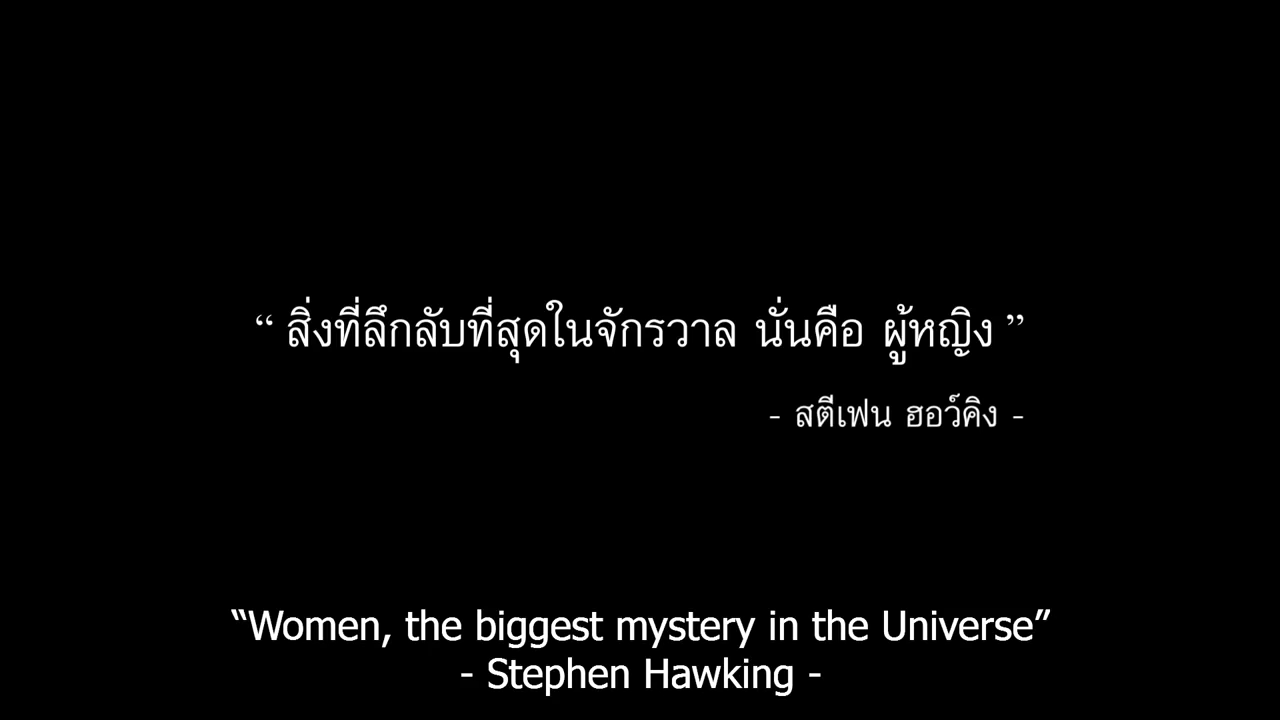 “ สิ่งที่ลึกลับที่สุดในจักรวาล นั่นคือ ผู้หญิง ”
- สตีเฟน ฮอว์คิง -
“Women, the biggest mystery in the Universe”
- Stephen Hawking -